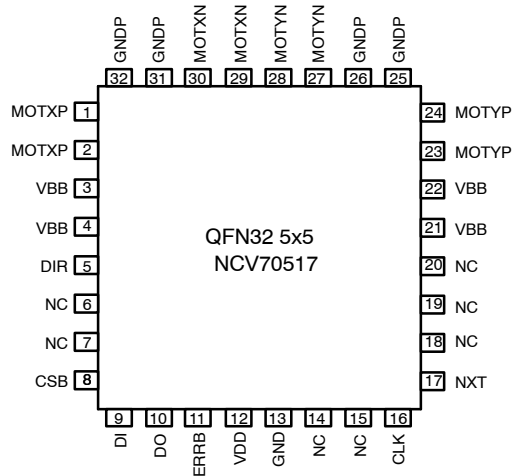 GNDP GNDP MOTXN MOTXN MOTYN MOTYN GNDP GNDP
32 31 30 29 28 27 26 25
MOTXP 1 24 MOTYP
MOTXP 2 23 MOTYP
VBB 3 22 VBB
VBB 4 21 VBB
QFN32 5x5
NCV70517
DIR 5 20 NC
NC 6 19 NC
NC 7 18 NC
CSB 8 17 NXT
9 10 11 12 13 14 15 16
DI DO ERRB VDD GND NC NC CLK